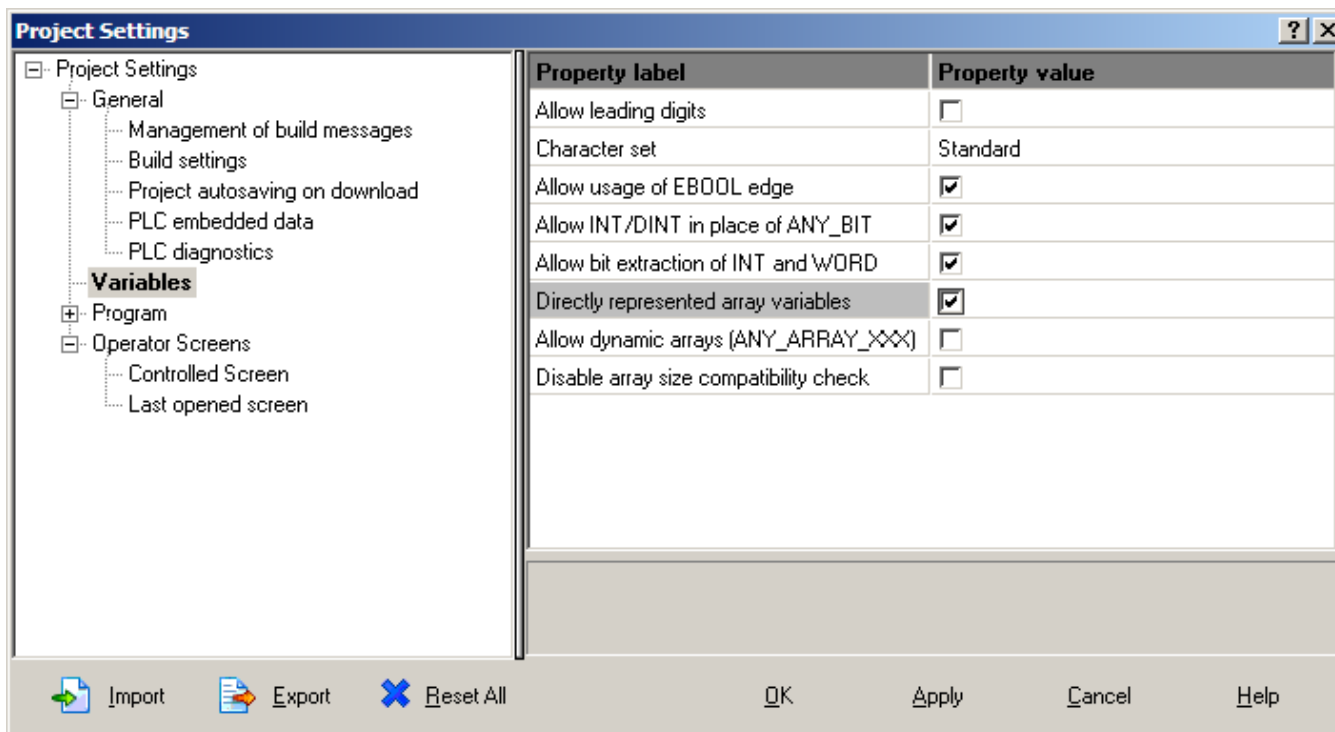 Project Settings
Project Settings
General
Management of build messages
Build settings
Project autosaving on download
PLC embedded data
PLC diagnostics
Variables
Program
Operator Screens
Controlled Screen
Last opened screen
Property label Property value
Allow leading digits
Character set Standard
Allow usage of EBOOL edge
Allow INT/DINT in place of ANY_BIT
Allow bit extraction of INT and WORD
Directly represented array variables
Allow dynamic arrays (ANY_ARRAY_XXX)
Disable array size compatibility check
Import Export Reset All OK Apply Cancel Help